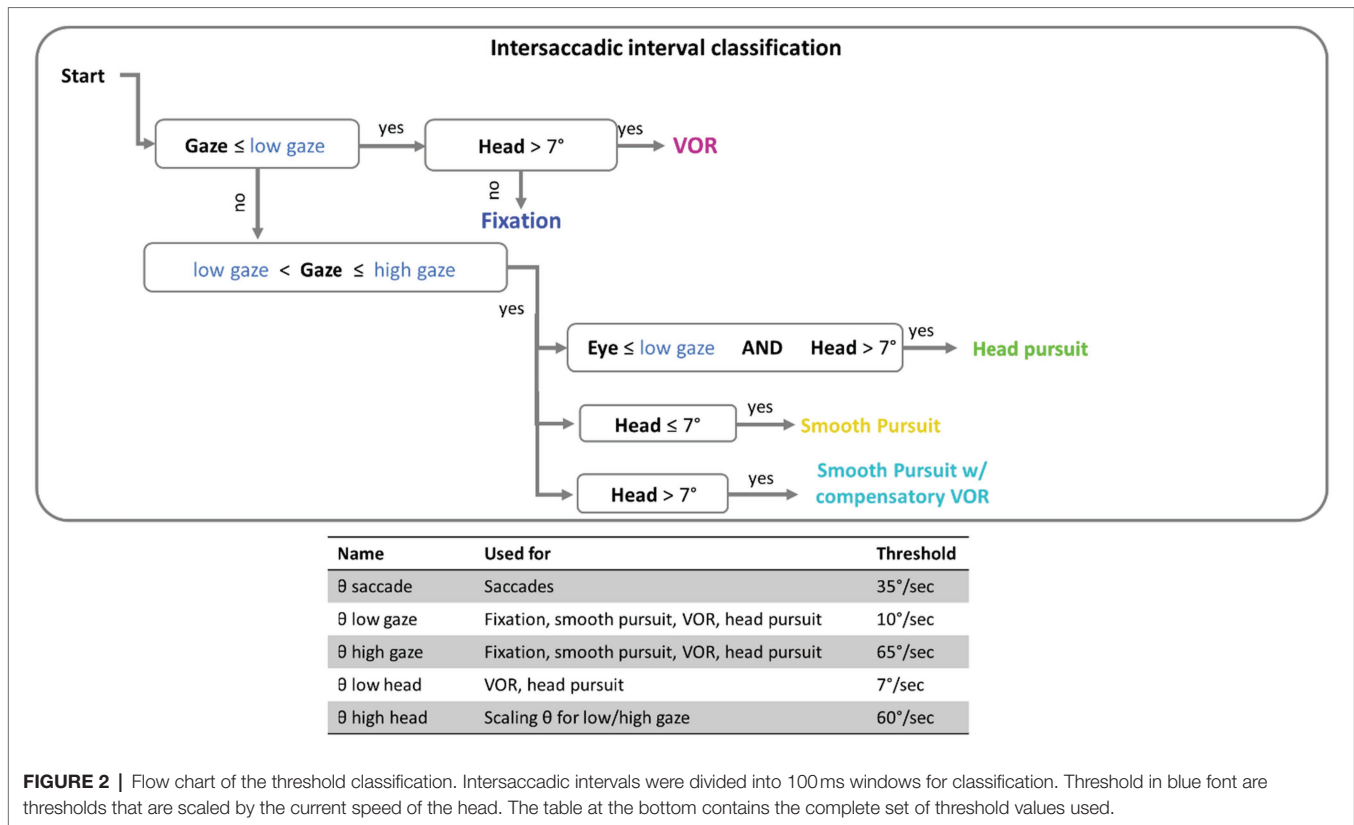 Intersaccadic interval classification
Start
Gaze ≤ low gaze
yes
Head > 7°
yes
VOR
no
no
Fixation
low gaze < Gaze ≤ high gaze
yes
Eye ≤ low gaze AND Head > 7°
yes
Head pursuit
Head ≤ 7°
yes
Smooth Pursuit
Head > 7°
yes
Smooth Pursuit w/
compensatory VOR
Name Used for Threshold
θ saccade Saccades 35°/sec
θ low gaze Fixation, smooth pursuit, VOR, head pursuit 10°/sec
θ high gaze Fixation, smooth pursuit, VOR, head pursuit 65°/sec
θ low head VOR, head pursuit 7°/sec
θ high head Scaling θ for low/high gaze 60°/sec
FIGURE 2 | Flow chart of the threshold classification. Intersaccadic intervals were divided into 100 ms windows for classification. Threshold in blue font are
thresholds that are scaled by the current speed of the head. The table at the bottom contains the complete set of threshold values used.